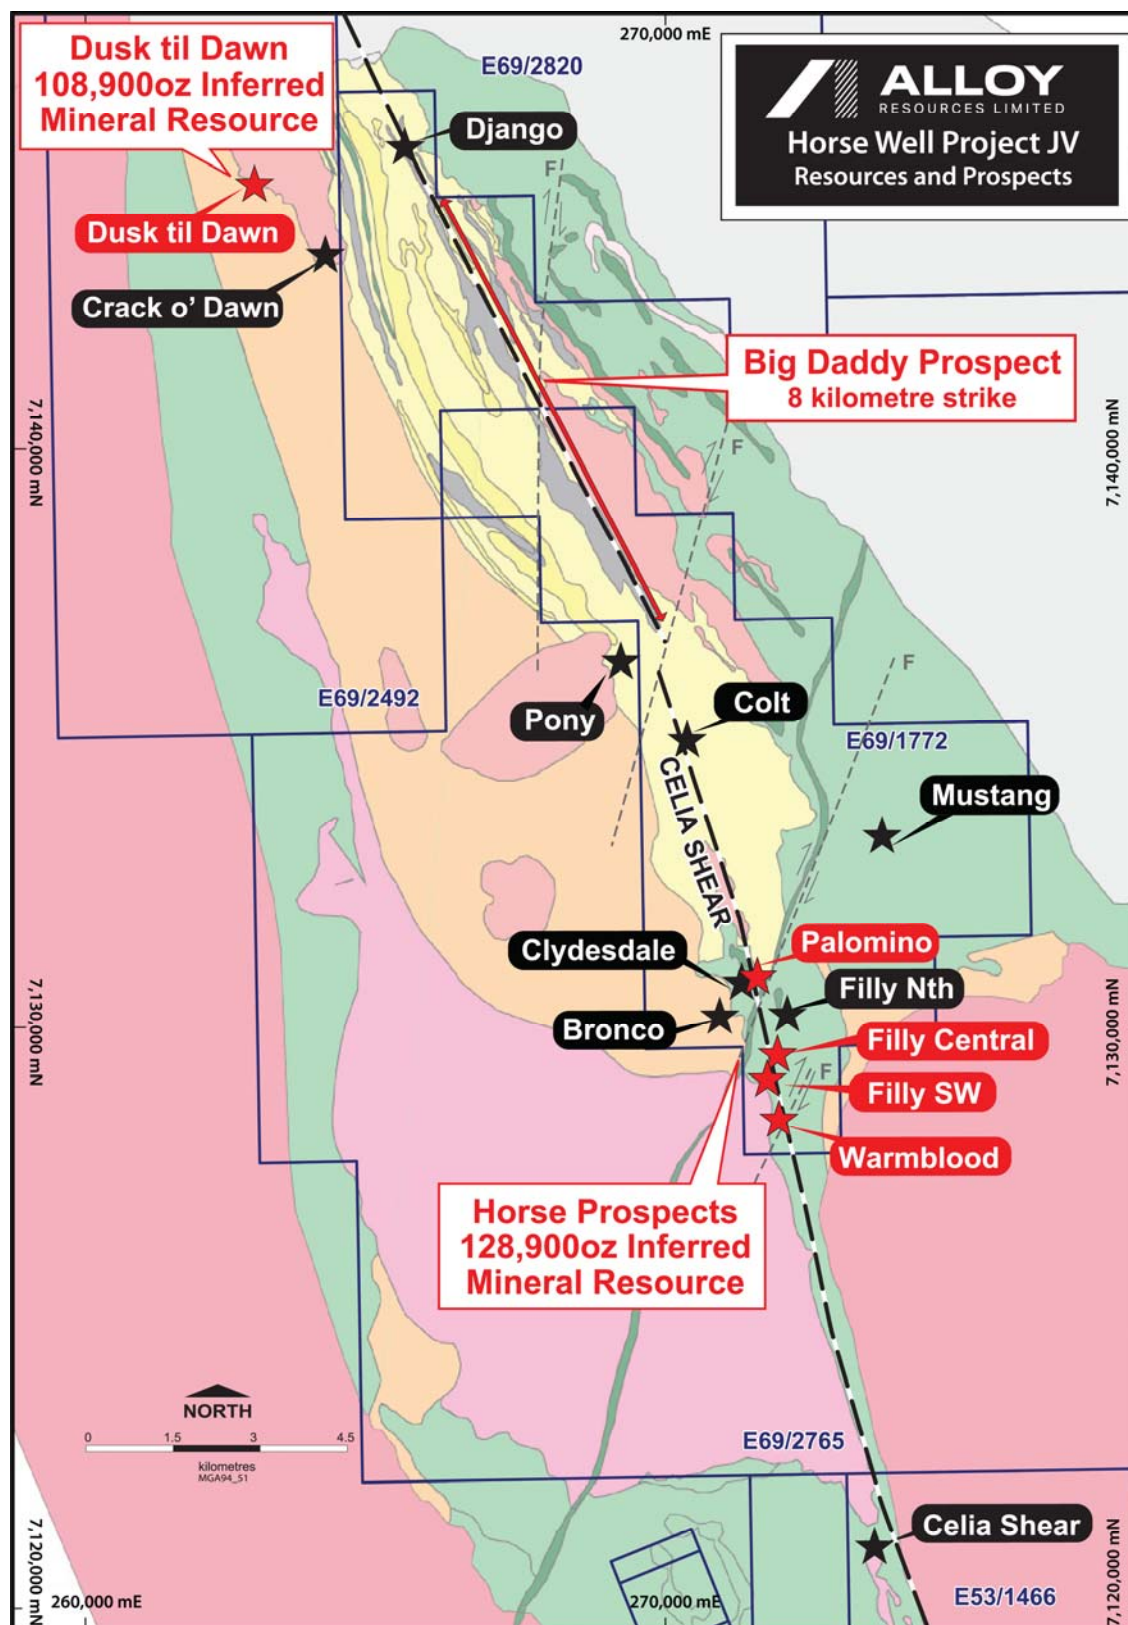 Dusk til Dawn
108,900oz Inferred
Mineral Resource
270,000 mE
E69/2820
ALLOY
RESOURCES LIMITED
Horse Well Project JV
Resources and Prospects
Django
F
Dusk til Dawn
Crack o' Dawn
Big Daddy Prospect
8 kilometre strike
7,140,000 mN
7,140,000 mN
F
F
E69/2492
Pony
Colt
E69/1772
CELIA SHEAR
Mustang
Clydesdale
Palomino
Filly Nth
Bronco
7,130,000 mN
7,130,000 mN
Filly Central
F
Filly SW
Warmblood
Horse Prospects
128,900oz Inferred
Mineral Resource
NORTH
0 1.5 3 4.5
kilometres
MGA94_51
E69/2765
Celia Shear
7,120,000 mN
7,120,000 mN
260,000 mE
270,000 mE
E53/1466